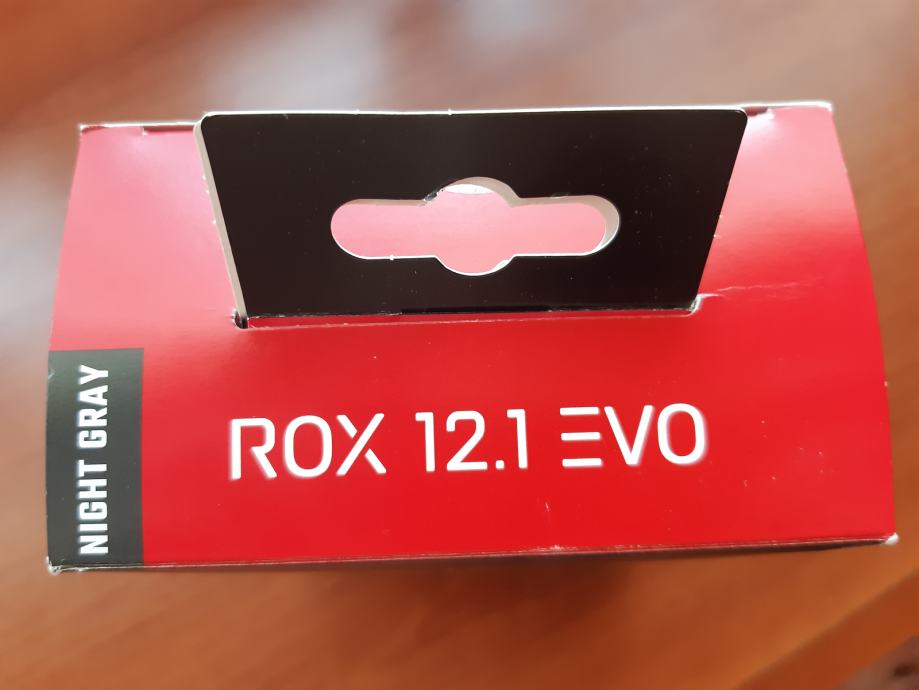 ROX 12.1 EVO
NIGHT GRAY